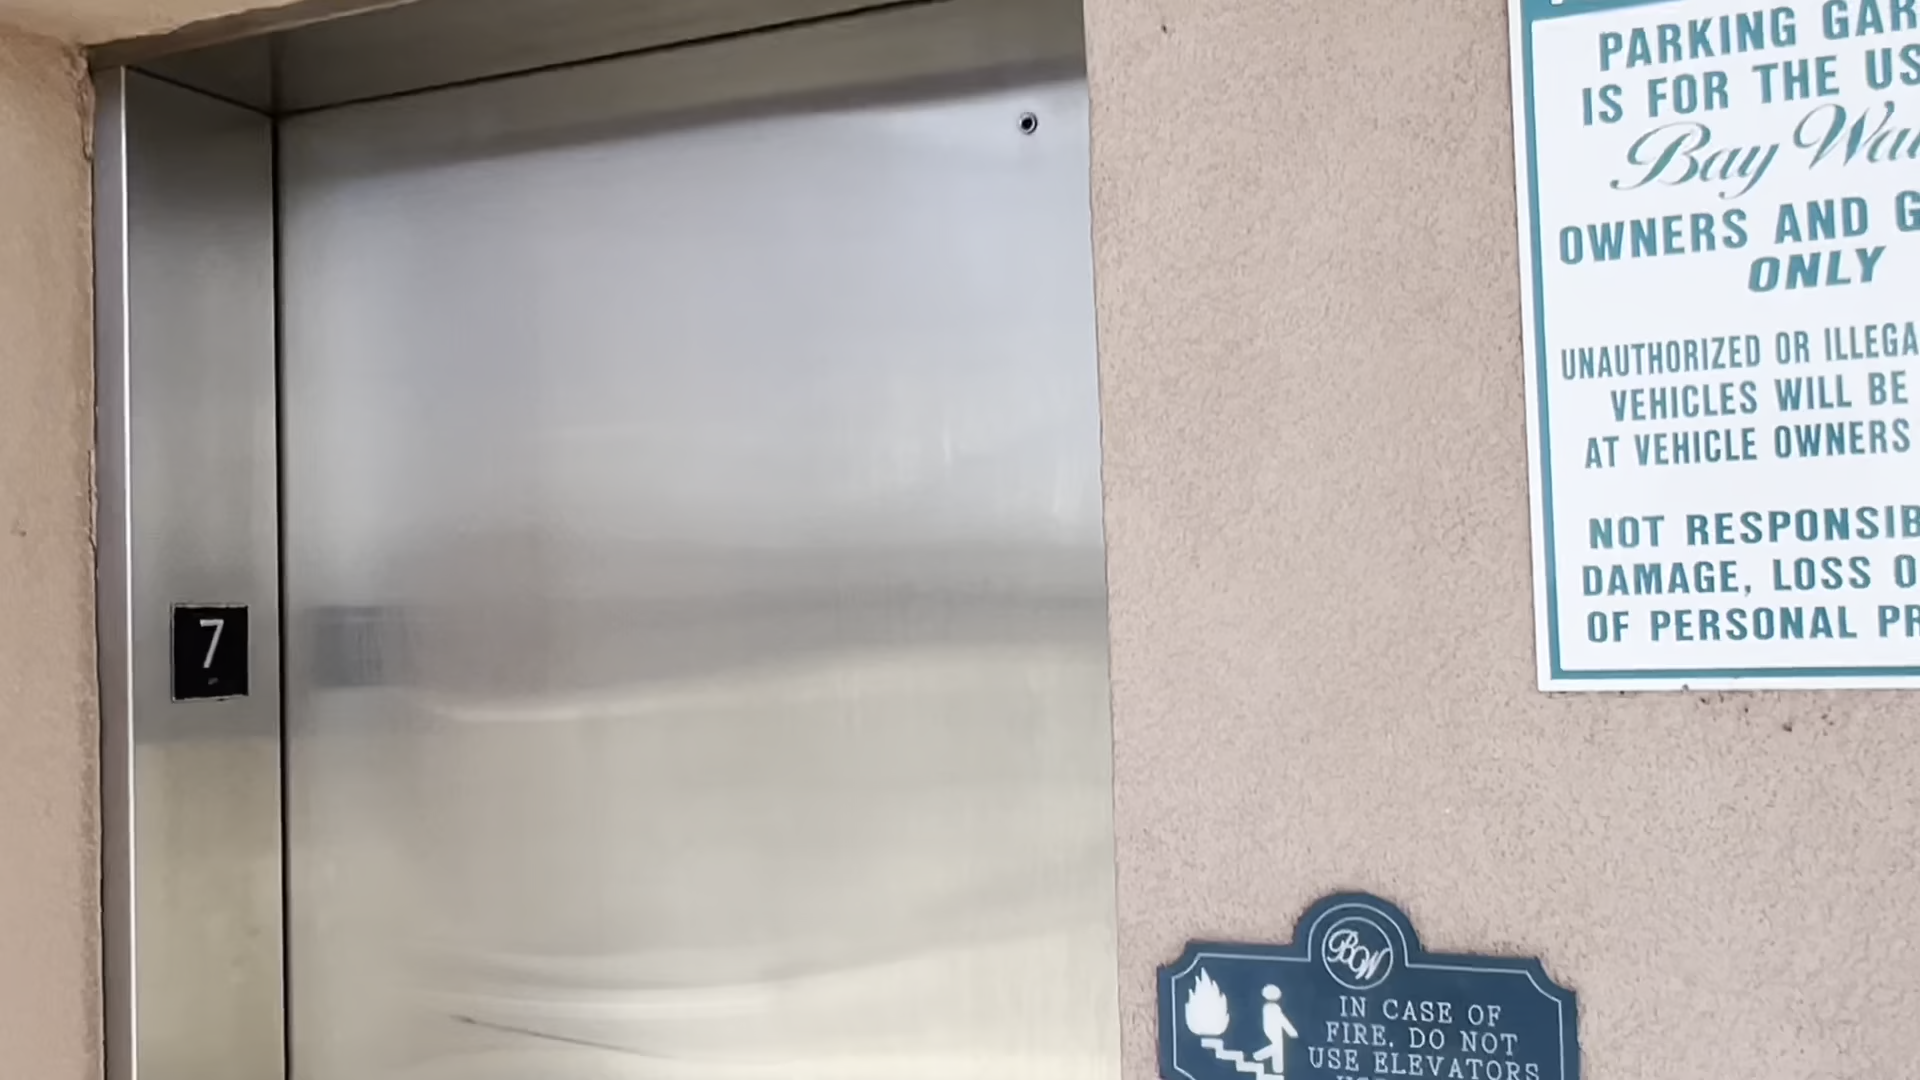 7
PARKING GAR
IS FOR THE US
Bay Wa
OWNERS AND G
ONLY
UNAUTHORIZED OR ILLEGA
VEHICLES WILL BE
AT VEHICLE OWNERS
NOT RESPONSIB
DAMAGE, LOSS O
OF PERSONAL PR
BW
IN CASE OF
FIRE, DO NOT
USE ELEVATORS